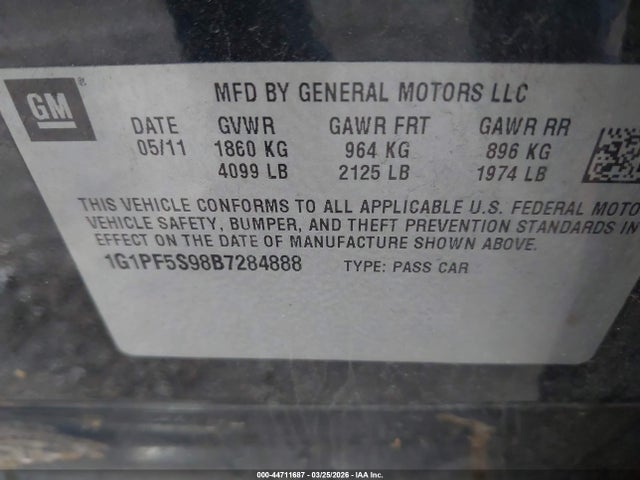 GM ®
MFD BY GENERAL MOTORS LLC
DATE GVWR GAWR FRT GAWR RR
05/11 1860 KG 964 KG 896 KG
4099 LB 2125 LB 1974 LB
THIS VEHICLE CONFORMS TO ALL APPLICABLE U.S. FEDERAL MOTO
VEHICLE SAFETY, BUMPER, AND THEFT PREVENTION STANDARDS IN
EFFECT ON THE DATE OF MANUFACTURE SHOWN ABOVE.
1G1PF5S98B7284888 TYPE: PASS CAR
000-44711687 | 03/25/2026 | IAA Inc.